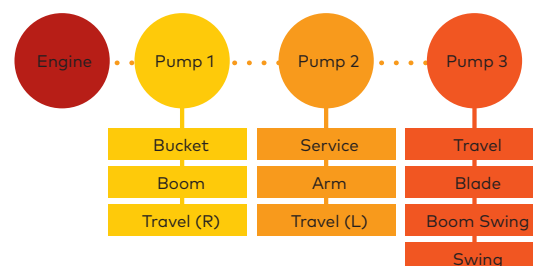 Engine
Pump 1
Pump 2
Pump 3
Bucket
Service
Travel
Boom
Arm
Blade
Travel (R)
Travel (L)
Boom Swing
Swing